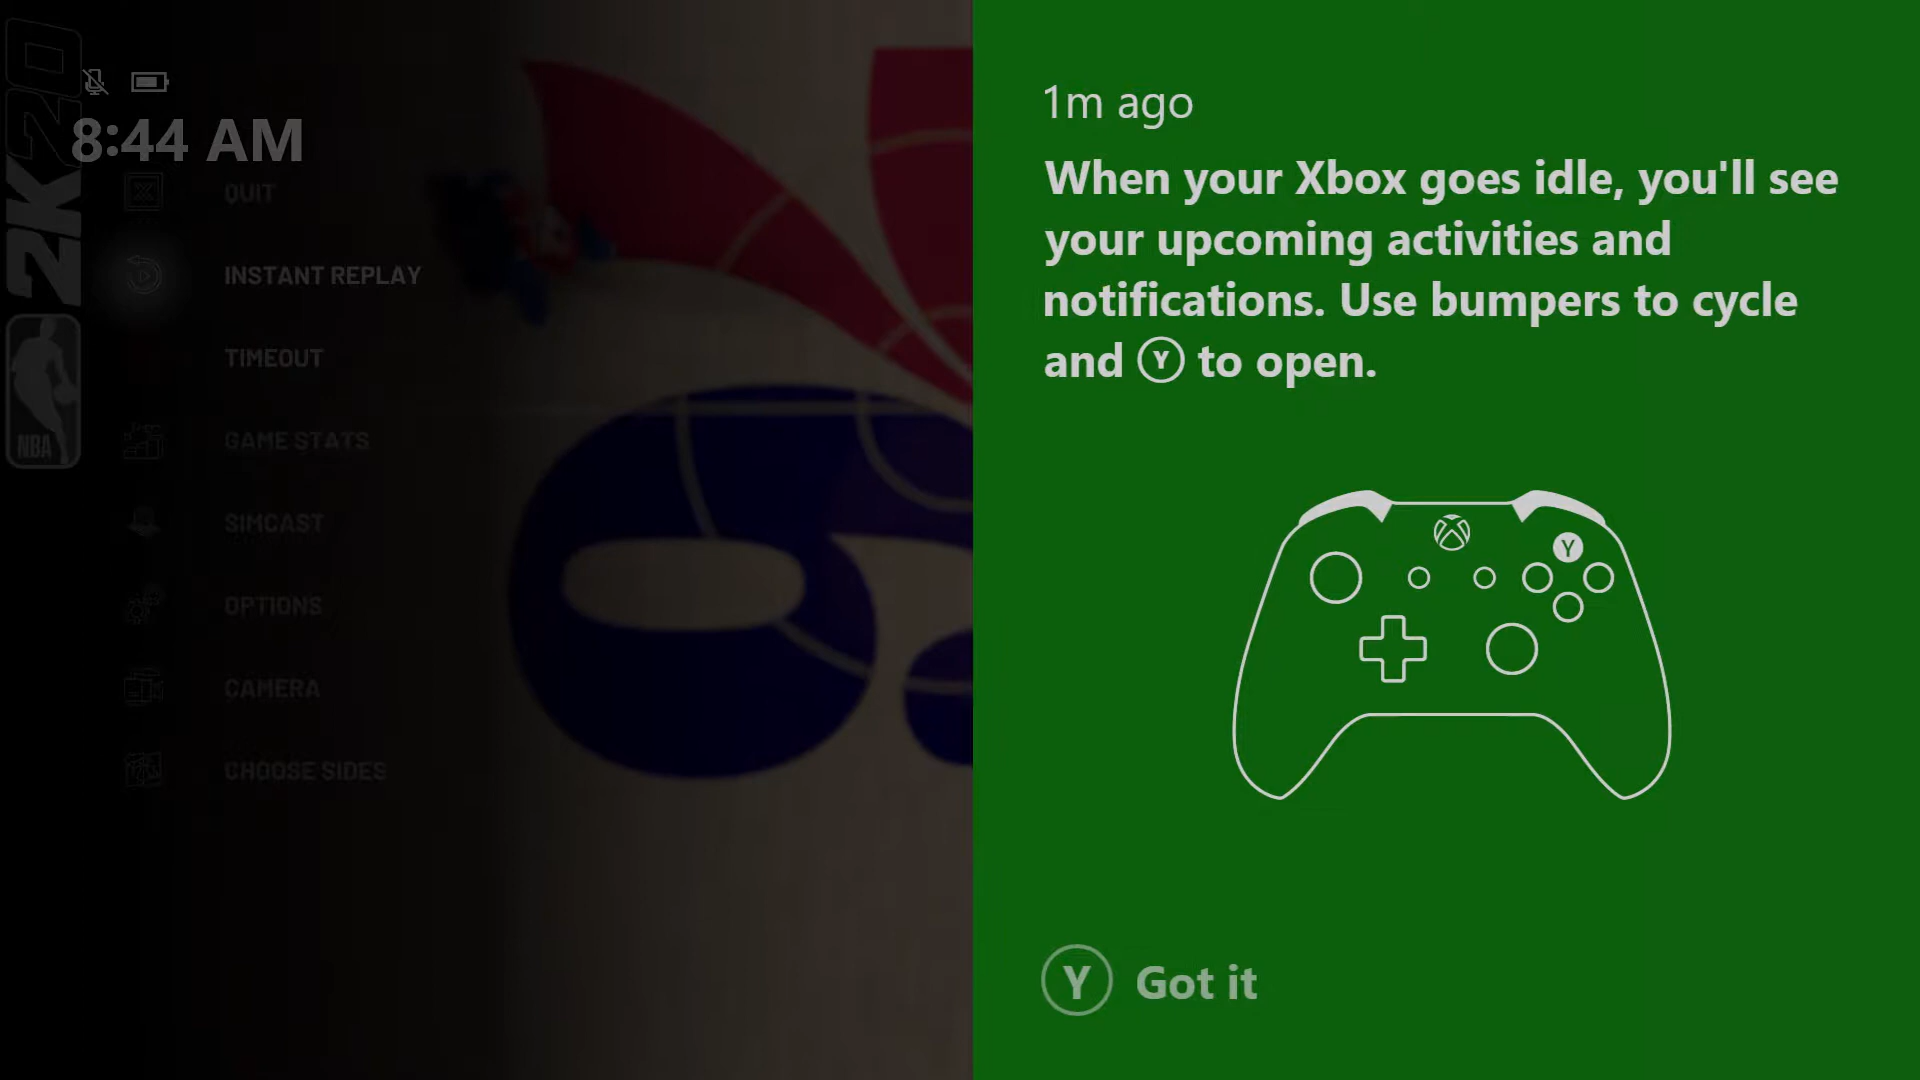 2K20
NBA
8:44 AM
QUIT
INSTANT REPLAY
TIMEOUT
GAME STATS
SIMCAST
OPTIONS
CAMERA
CHOOSE SIDES
1m ago
When your Xbox goes idle, you'll see
your upcoming activities and
notifications. Use bumpers to cycle
and Y to open.
Y
Y Got it